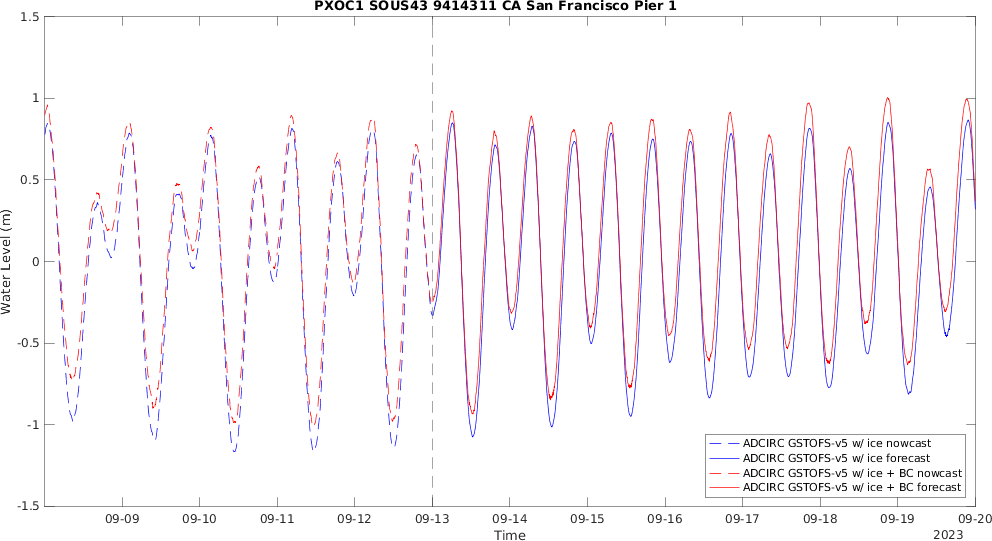 PXOC1 SOUS43 9414311 CA San Francisco Pier 1
1.5
1
0.5
0
-0.5
-1
-1.5
Water Level (m)
09-09 09-10 09-11 09-12 09-13 09-14 09-15 09-16 09-17 09-18 09-19 09-20
Time
2023
ADCIRC GSTOFS-v5 w/ ice nowcast
ADCIRC GSTOFS-v5 w/ ice forecast
ADCIRC GSTOFS-v5 w/ ice + BC nowcast
ADCIRC GSTOFS-v5 w/ ice + BC forecast